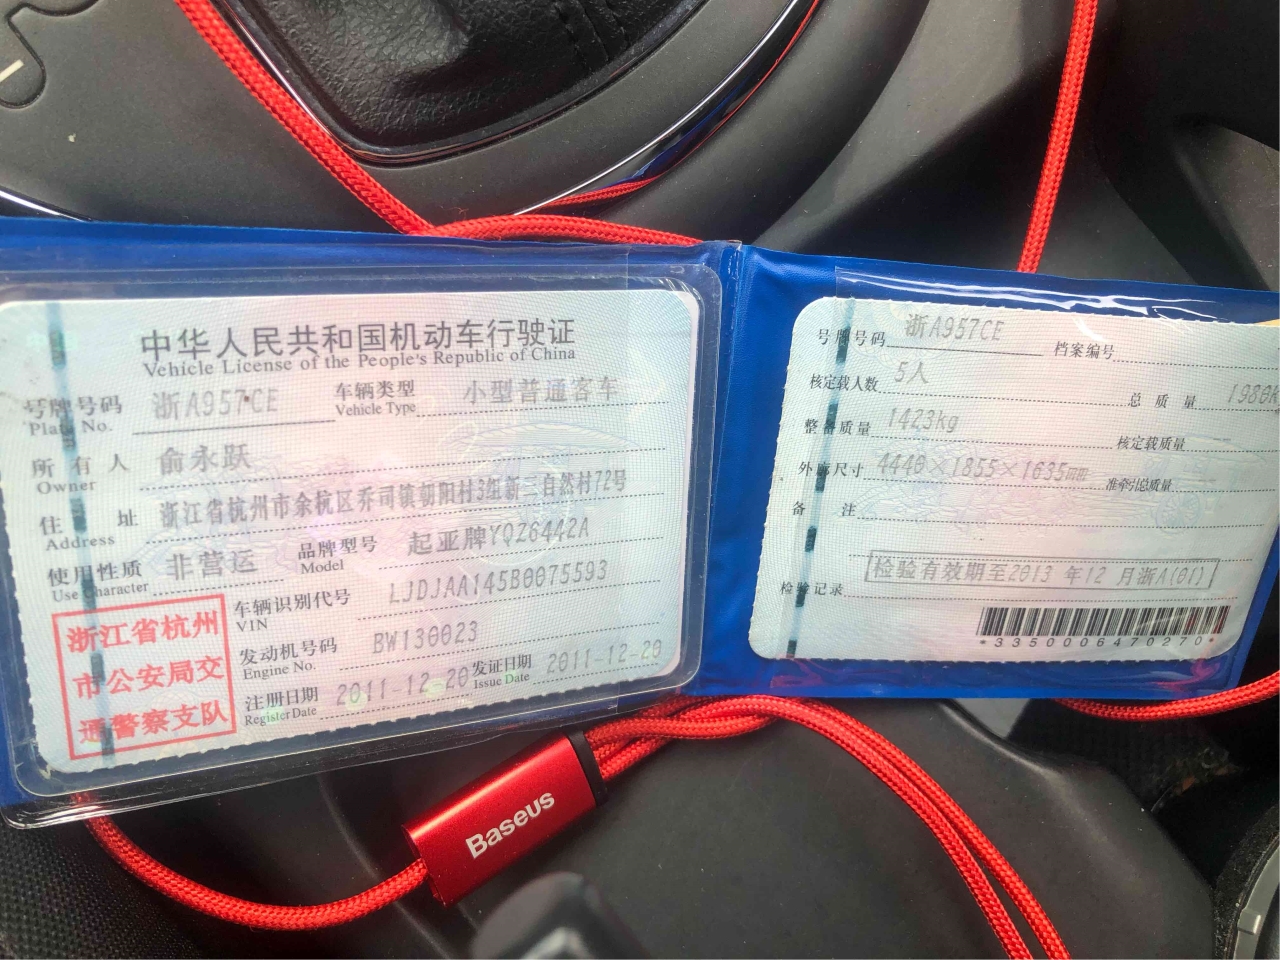 中华人民共和国机动车行驶证
Vehicle License of the People's Republic of China
号牌号码 浙A957CE 车辆类型 小型普通客车
Plate No. Vehicle Type
所有人 俞永跃
Owner
住址 浙江省杭州市余杭区乔司镇朝阳村3组新三自然村72号
Address
使用性质 非营运 品牌型号 起亚牌YQZ6442A
Use Character Model
车辆识别代号 LJDJAA145B0075593
VIN
发动机号码 BW130023
Engine No.
注册日期 2011-12-20 发证日期 2011-12-20
Register Date Issue Date
浙江省杭州
市公安局交
通警察支队
号牌号码 浙A957CE 档案编号
核定载人数 5人 总质量
整备质量 1423kg 核定载质量
外廓尺寸 4440×1855×1635mm 准牵引总质量
备注
检验记录 检验有效期至2013年12月浙A(01)
*3350006470270*
Baseus